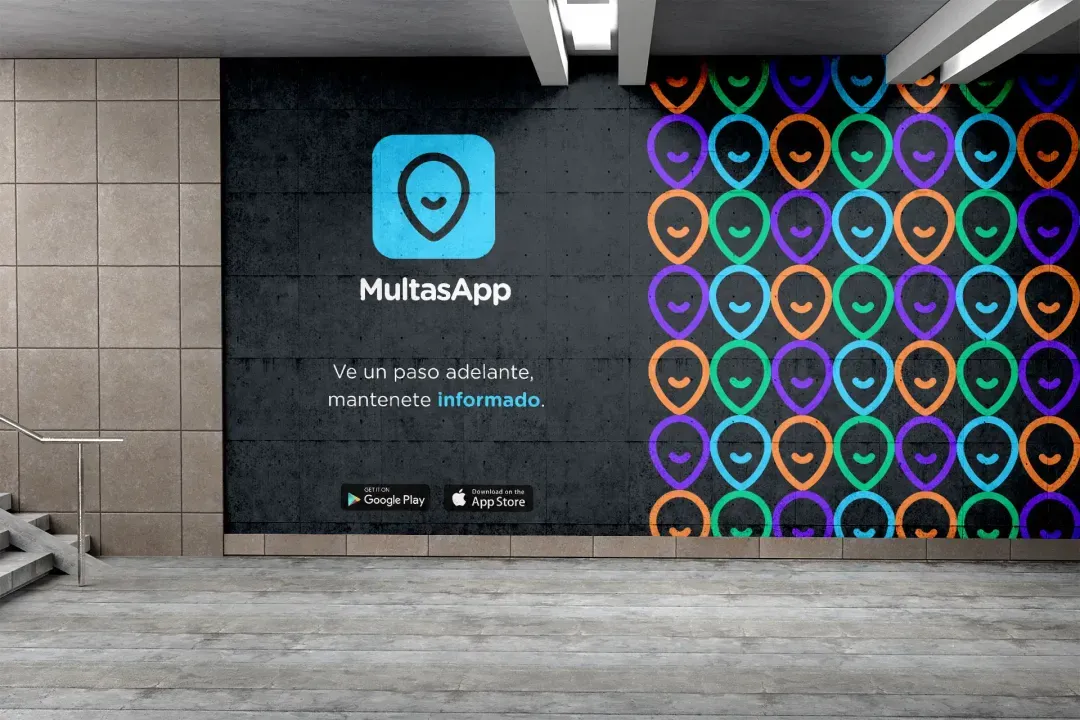 MultasApp
Ve un paso adelante,
mantenete informado.
GET IT ON
Google Play
Download on the
App Store